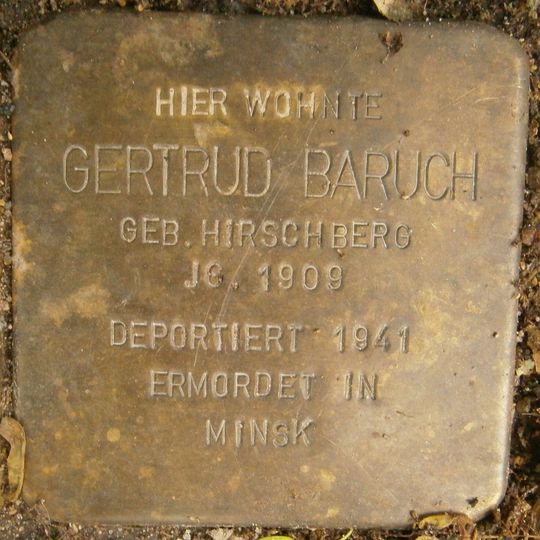 HIER WOHNTE
GERTRUD BARUCH
GEB. HIRSCHBERG
JG. 1909
DEPORTIERT 1941
ERMORDET IN
MINSK